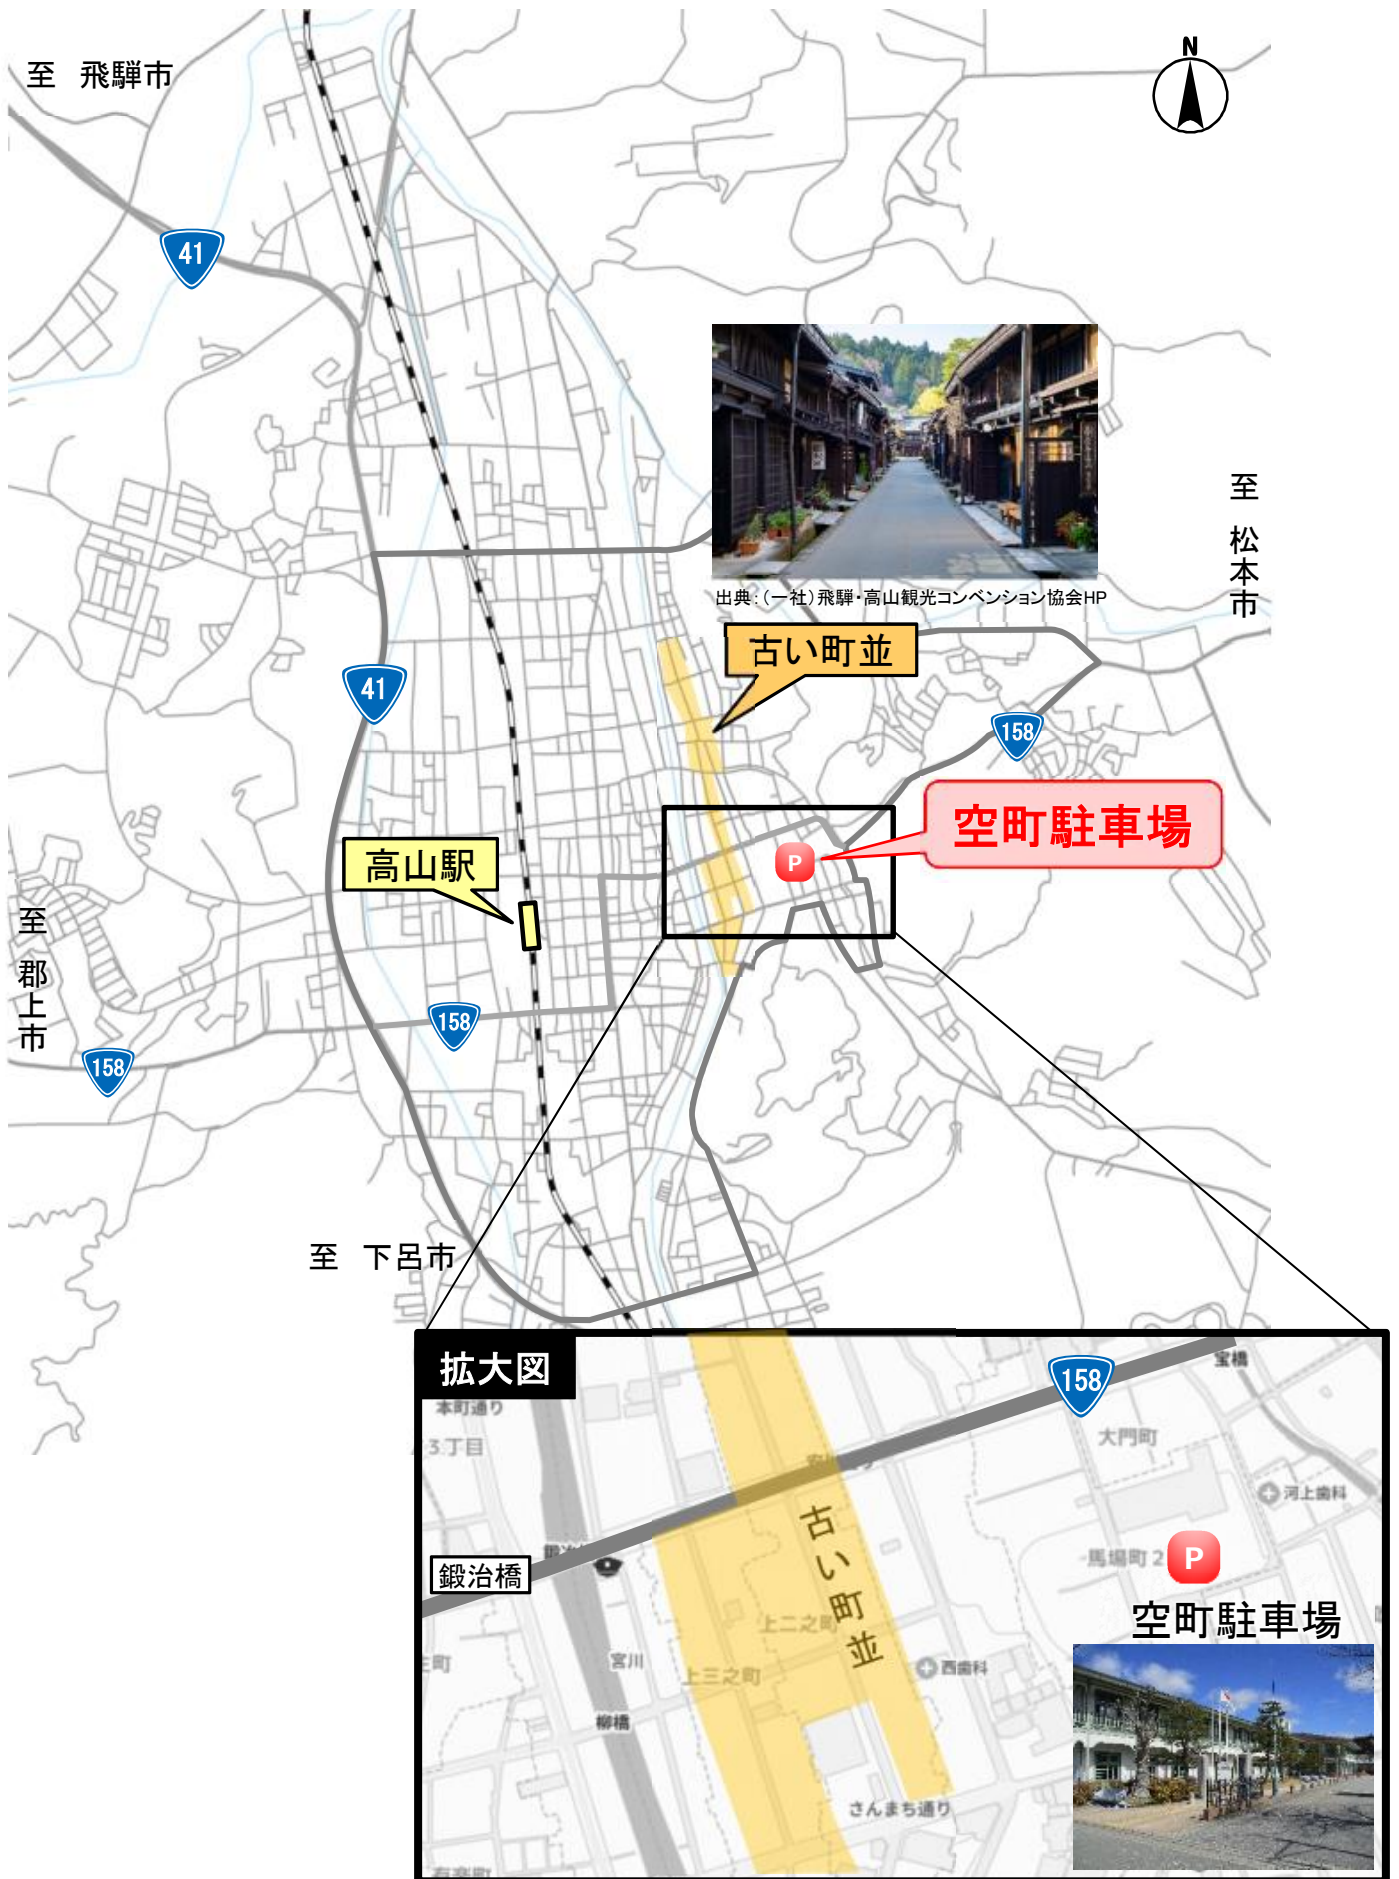 N
至 飛騨市
41
出典：（一社）飛騨・高山観光コンベンション協会HP
至 松本市
古い町並
41
158
空町駐車場
P
高山駅
至 郡上市
158
158
至 下呂市
拡大図
158
宝橋
本町通り
3丁目
大門町
河上歯科
古い町並
鍛冶橋
馬場町2
P
空町駐車場
上二之町
宮川
上三之町
西歯科
柳橋
さんまち通り